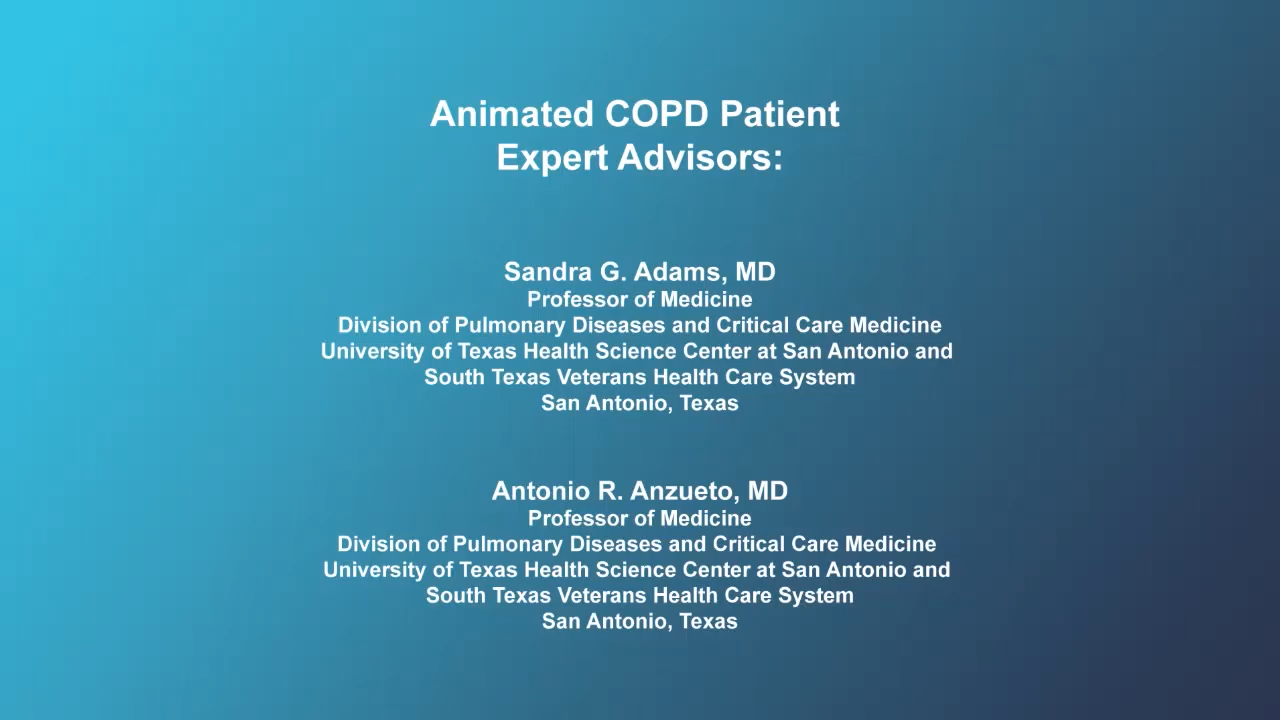 Animated COPD Patient
Expert Advisors:
Sandra G. Adams, MD
Professor of Medicine
Division of Pulmonary Diseases and Critical Care Medicine
University of Texas Health Science Center at San Antonio and
South Texas Veterans Health Care System
San Antonio, Texas
Antonio R. Anzueto, MD
Professor of Medicine
Division of Pulmonary Diseases and Critical Care Medicine
University of Texas Health Science Center at San Antonio and
South Texas Veterans Health Care System
San Antonio, Texas